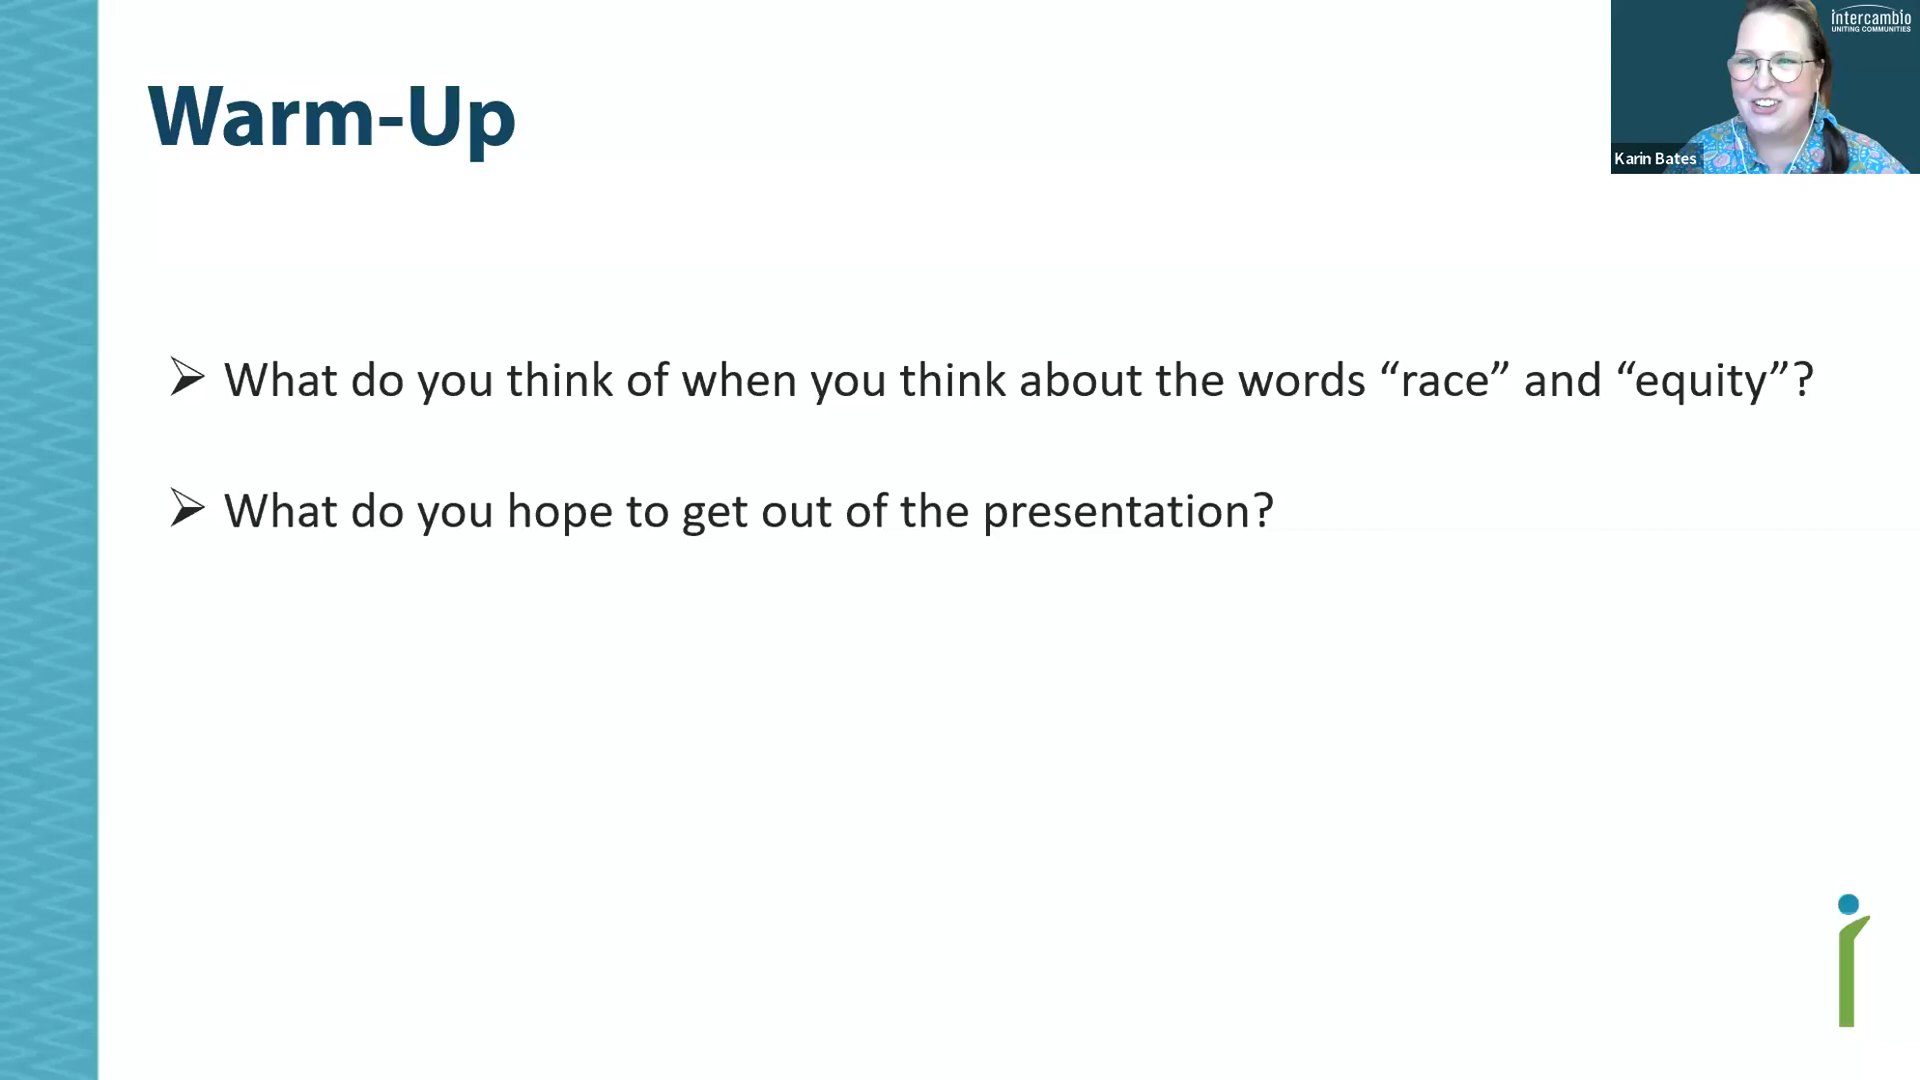 Warm-Up
intercambio
UNITING COMMUNITIES
Karin Bates
What do you think of when you think about the words “race” and “equity”?
What do you hope to get out of the presentation?